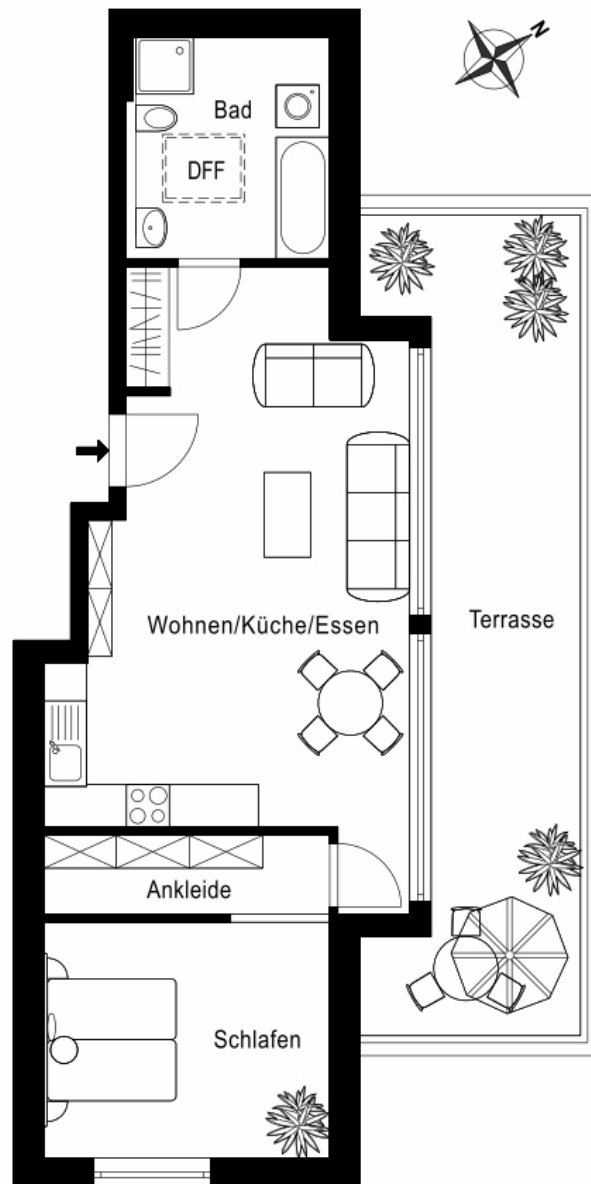 N
Bad
DFF
Wohnen/Küche/Essen
Terrasse
Ankleide
Schlafen